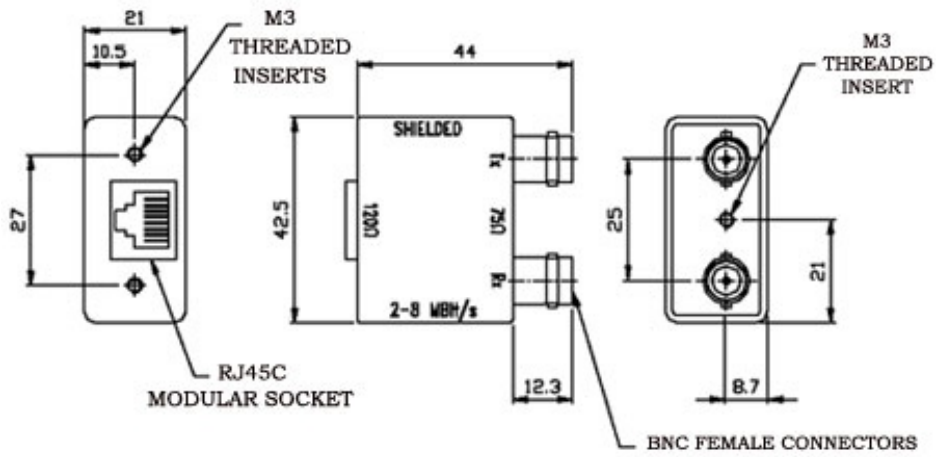 21
10.5
M3
THREADED
INSERTS
27
RJ45C
MODULAR SOCKET
44
SHIELDED
Tx
42.5
120Ω
75Ω
Rx
2-8 MBit/s
12.3
M3
THREADED
INSERT
25
21
8.7
BNC FEMALE CONNECTORS